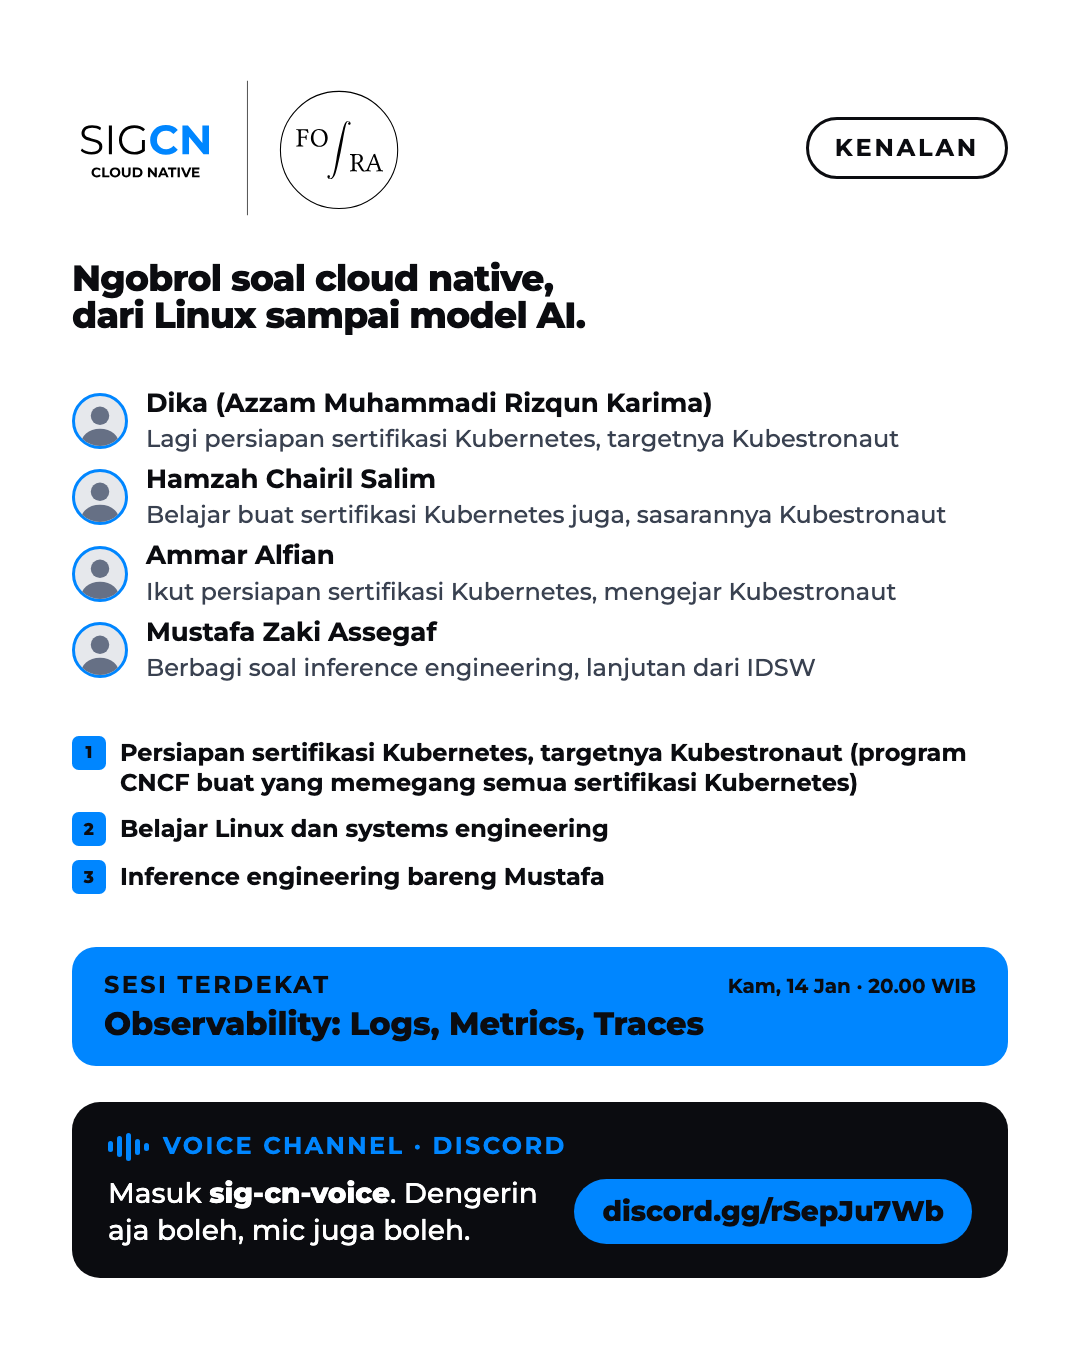 SIGCN
CLOUD NATIVE
FO∫RA
KENALAN
Ngobrol soal cloud native,
dari Linux sampai model AI.
Dika (Azzam Muhammadi Rizqun Karima)
Lagi persiapan sertifikasi Kubernetes, targetnya Kubestronaut
Hamzah Chairil Salim
Belajar buat sertifikasi Kubernetes juga, sasarannya Kubestronaut
Ammar Alfian
Ikut persiapan sertifikasi Kubernetes, mengejar Kubestronaut
Mustafa Zaki Assegaf
Berbagi soal inference engineering, lanjutan dari IDSW
1 Persiapan sertifikasi Kubernetes, targetnya Kubestronaut (program
CNCF buat yang memegang semua sertifikasi Kubernetes)
2 Belajar Linux dan systems engineering
3 Inference engineering bareng Mustafa
SESI TERDEKAT
Kam, 14 Jan · 20.00 WIB
Observability: Logs, Metrics, Traces
VOICE CHANNEL · DISCORD
Masuk sig-cn-voice. Dengerin
aja boleh, mic juga boleh.
discord.gg/rSepJu7Wb